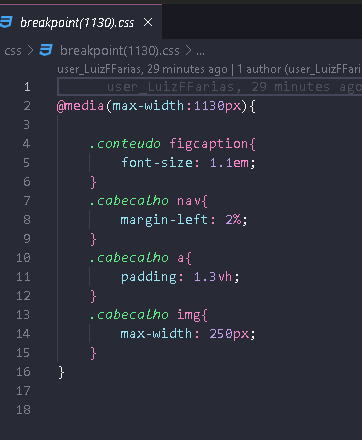 breakpoint(1130).css ×
css > breakpoint(1130).css > ...
user_LuizFFarias, 29 minutes ago | 1 author (user_LuizFFarias)
1 user_LuizFFarias, 29 minutes ago
2 @media(max-width:1130px){
3
4 .conteudo figcaption{
5 font-size: 1.1em;
6 }
7 .cabecalho nav{
8 margin-left: 2%;
9 }
10 .cabecalho a{
11 padding: 1.3vh;
12 }
13 .cabecalho img{
14 max-width: 250px;
15 }
16 }
17
18